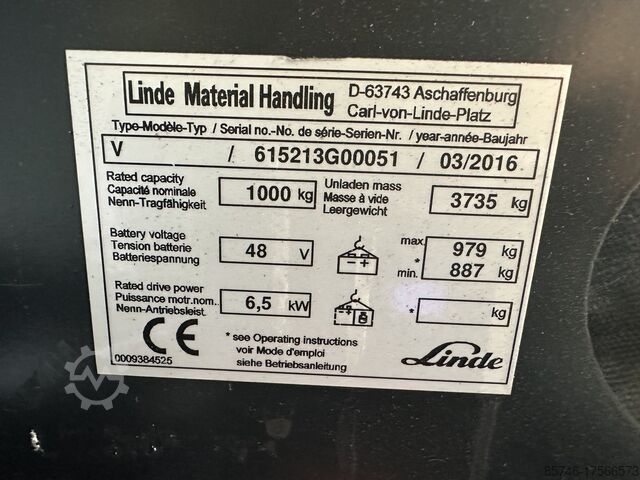 Linde Material Handling D-63743 Aschaffenburg
Carl-von-Linde-Platz
Type-Modèle-Typ / Serial no.-No. de série-Serien-Nr. / year-année-Baujahr
V / 615213G00051 / 03/2016
Rated capacity
Capacité nominale
Nenn-Tragfähigkeit
1000 kg
Unladen mass
Masse à vide
Leergewicht
3735 kg
Battery voltage
Tension batterie
Batteriespannung
48 V
- +
max. 979 kg
* min. 887 kg
Rated drive power
Puissance motr.nom.
Nenn-Antriebsleist.
6,5 kW
- +
* kg
CE
0009384525
*see Operating instructions
voir Mode d'emploi
siehe Betriebsanleitung
Linde
85746-17566573